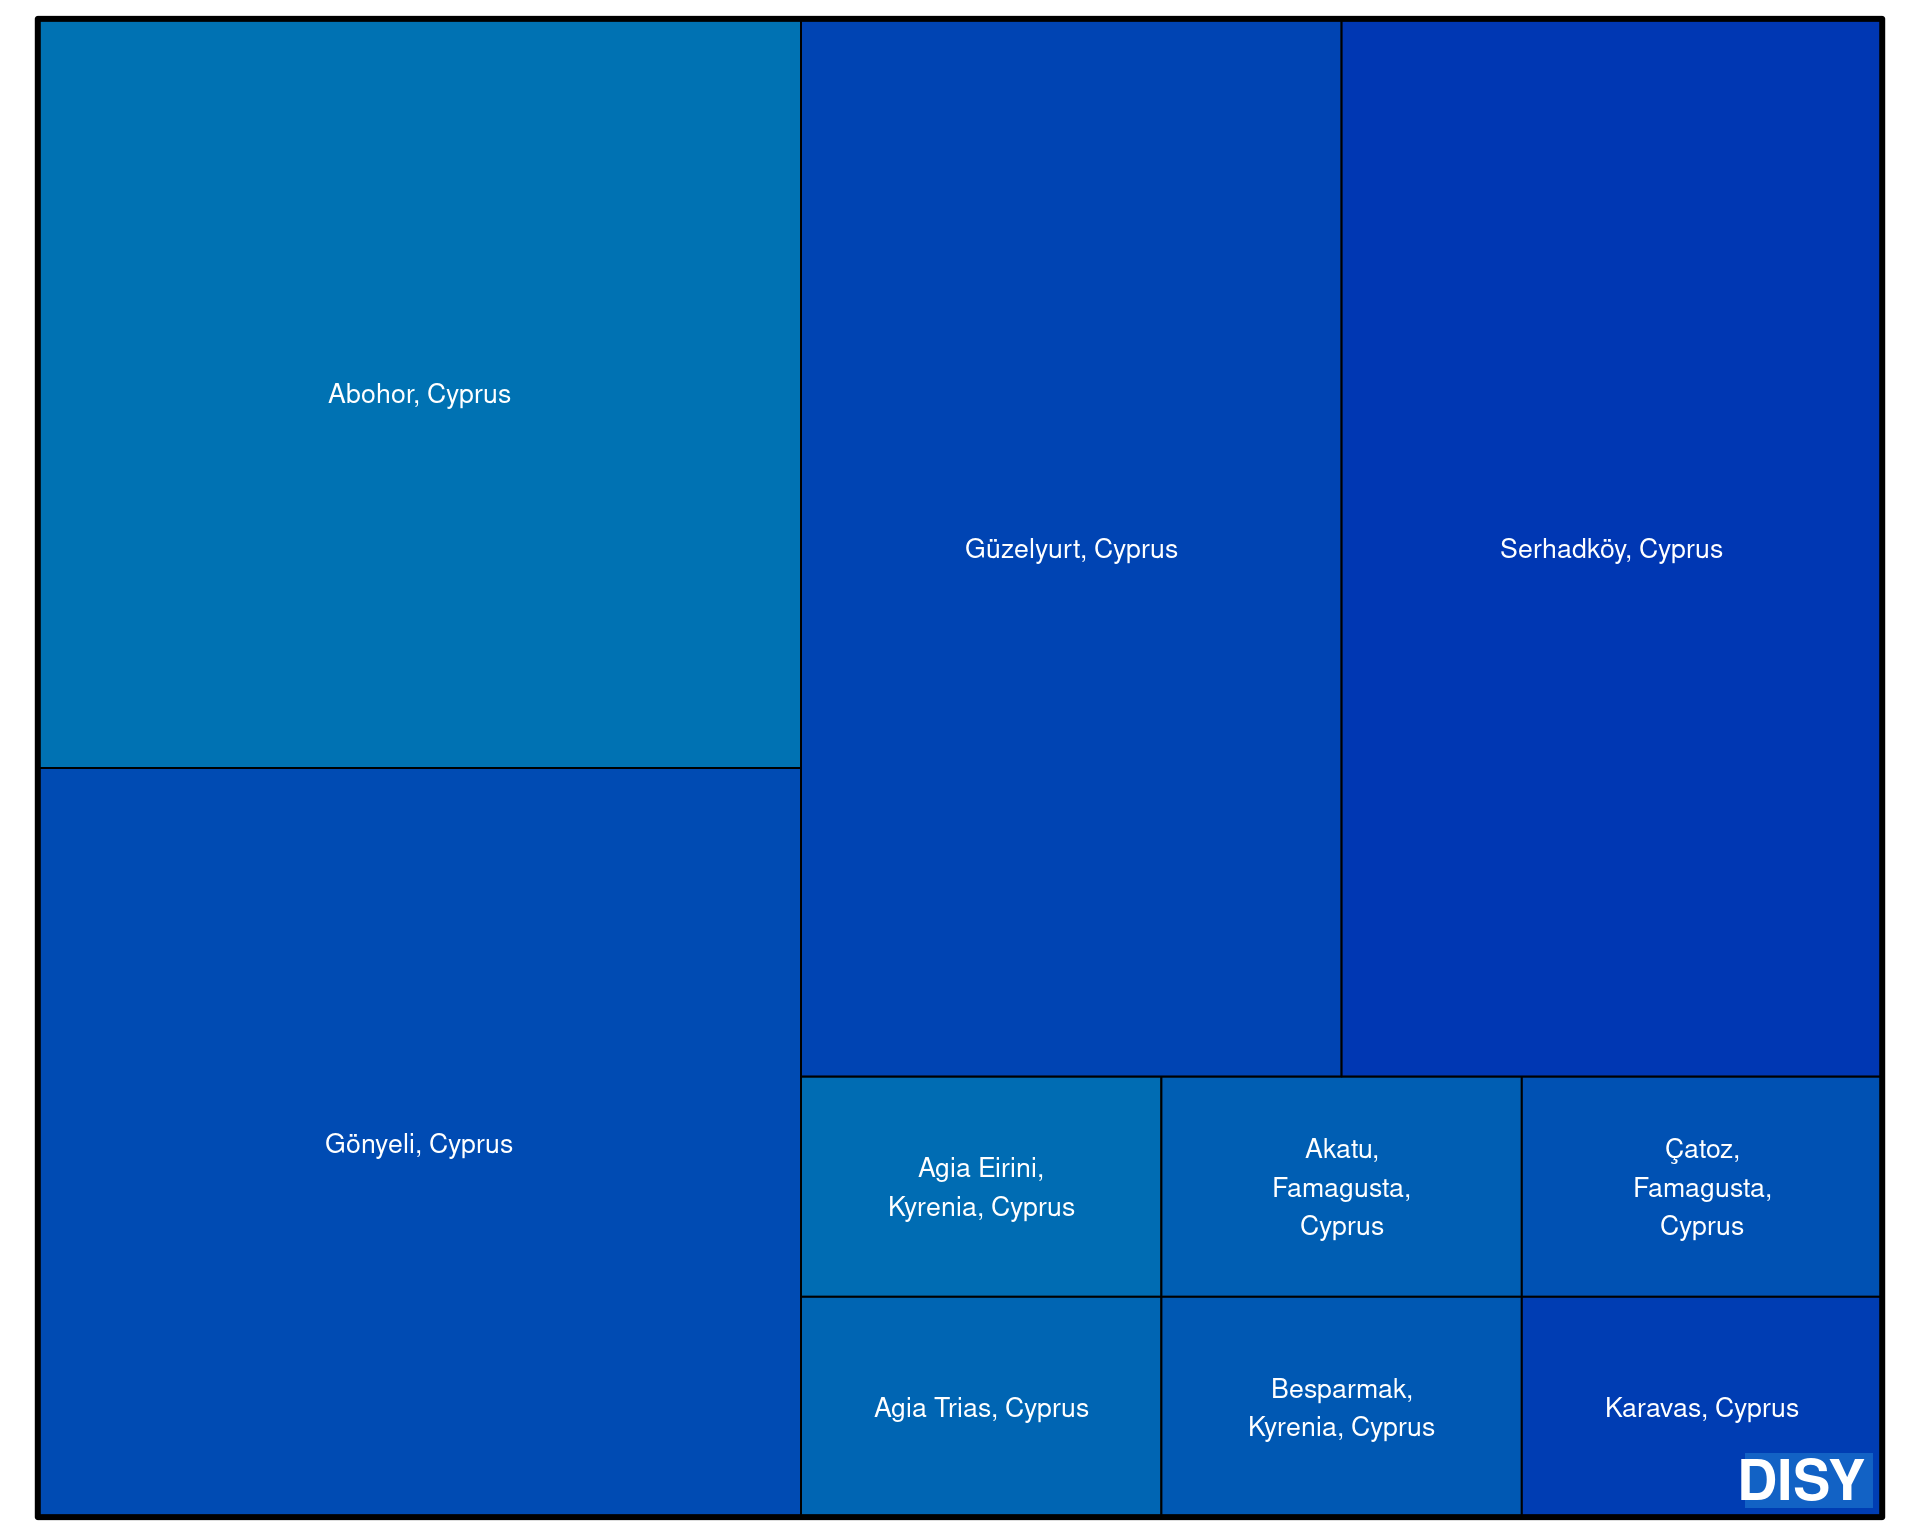 Abohor, Cyprus
Gönyeli, Cyprus
Güzelyurt, Cyprus
Serhadköy, Cyprus
Agia Eirini,
Kyrenia, Cyprus
Akatu,
Famagusta,
Cyprus
Çatoz,
Famagusta,
Cyprus
Agia Trias, Cyprus
Besparmak,
Kyrenia, Cyprus
Karavas, Cyprus
DISY